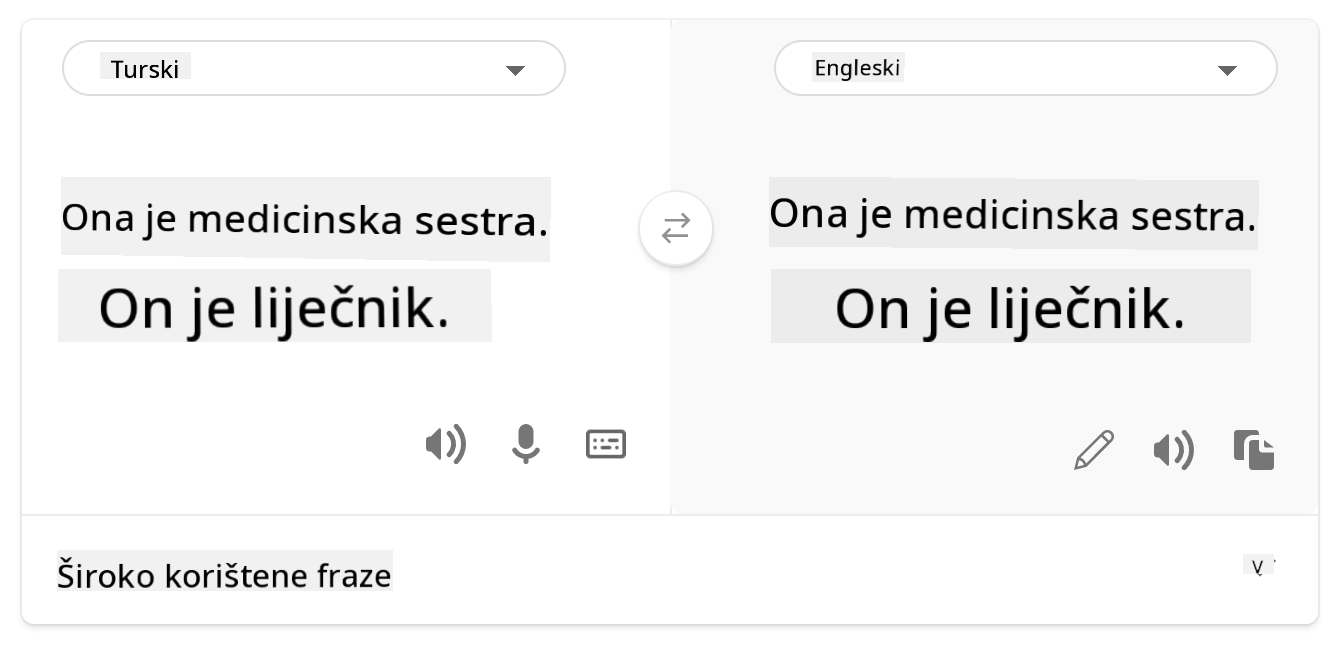 Turski
Engleski
Ona je medicinska sestra.
On je liječnik.
Ona je medicinska sestra.
On je liječnik.
Široko korištene fraze